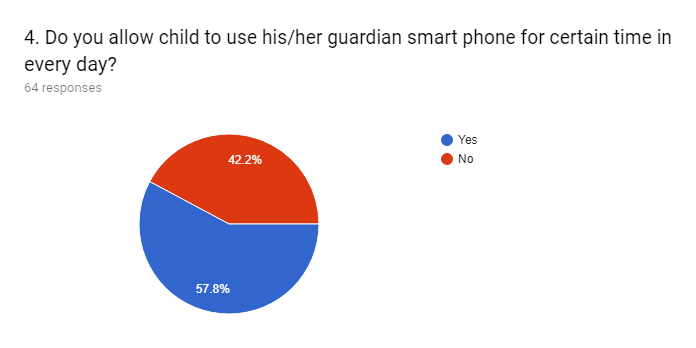 4. Do you allow child to use his/her guardian smart phone for certain time in
every day?
64 responses
Yes
No
42.2%
57.8%